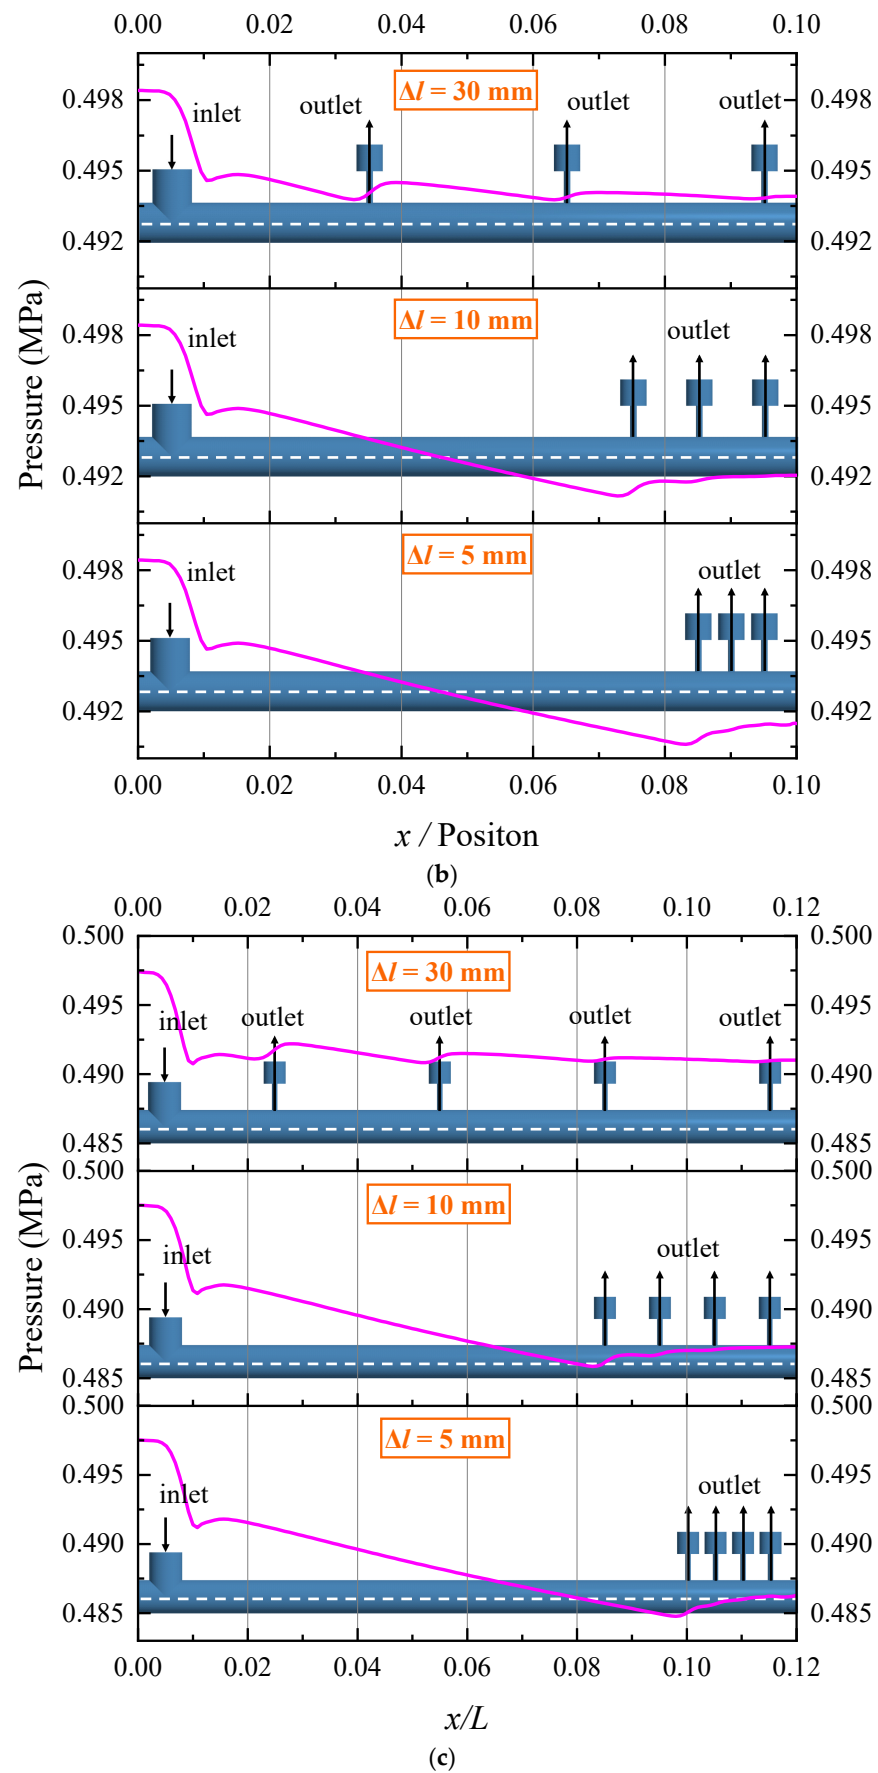 0.00 0.02 0.04 0.06 0.08 0.10
Δl = 30 mm
0.498 0.498
inlet outlet outlet outlet
0.495 0.495
0.492 0.492
Δl = 10 mm
0.498 0.498
inlet outlet
0.495 0.495
0.492 0.492
Pressure (MPa)
Δl = 5 mm
0.498 0.498
inlet outlet
0.495 0.495
0.492 0.492
0.00 0.02 0.04 0.06 0.08 0.10
x / Positon
(b)
0.00 0.02 0.04 0.06 0.08 0.10 0.12
0.500 0.500
Δl = 30 mm
0.495 0.495
inlet outlet outlet outlet outlet
0.490 0.490
0.485 0.485
0.500 0.500
Δl = 10 mm
0.495 0.495
inlet outlet
0.490 0.490
0.485 0.485
Pressure (MPa)
0.500 0.500
Δl = 5 mm
0.495 0.495
inlet outlet
0.490 0.490
0.485 0.485
0.00 0.02 0.04 0.06 0.08 0.10 0.12
x/L
(c)